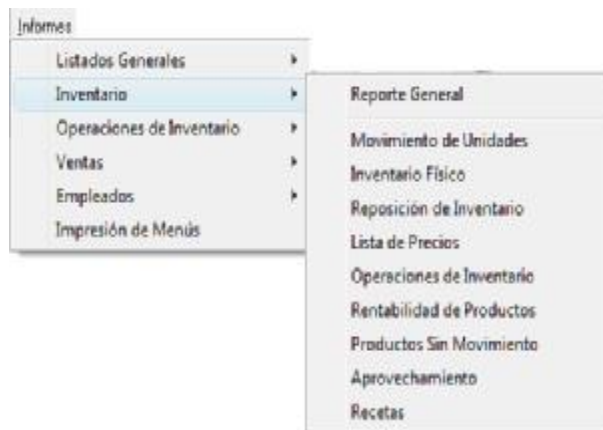 Informes
Listados Generales
Inventario
Operaciones de Inventario
Ventas
Empleados
Impresión de Menús
Reporte General
Movimiento de Unidades
Inventario Físico
Reposición de Inventario
Lista de Precios
Operaciones de Inventario
Rentabilidad de Productos
Productos Sin Movimiento
Aprovechamiento
Recetas